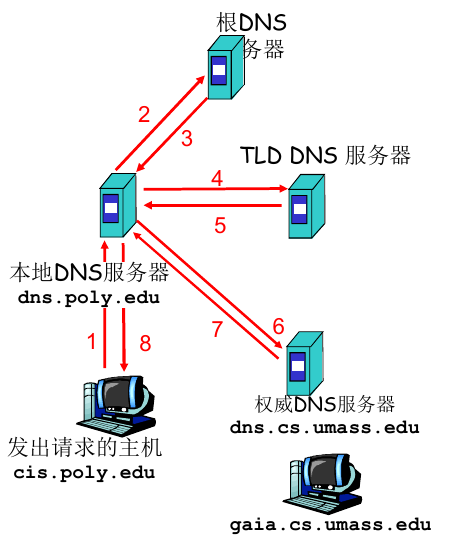 根DNS
务器
2
3
TLD DNS 服务器
4
5
本地DNS服务器
dns.poly.edu
1
8
7
6
权威DNS服务器
dns.cs.umass.edu
发出请求的主机
cis.poly.edu
gaia.cs.umass.edu